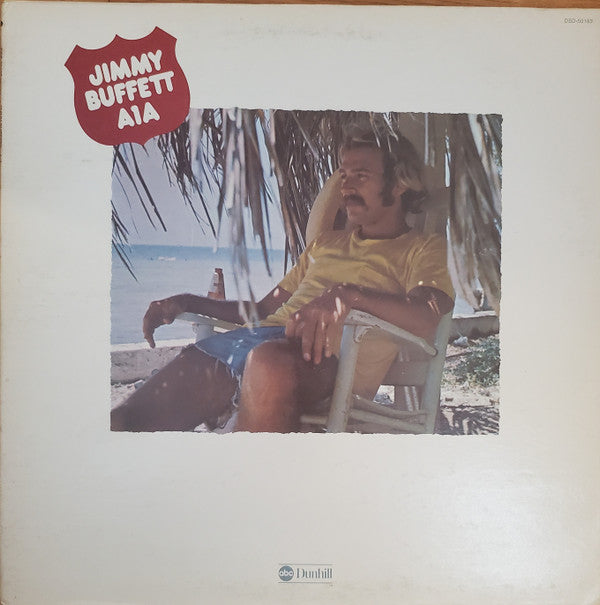 JIMMY
BUFFETT
A1A
DSD-50183
abc Dunhill